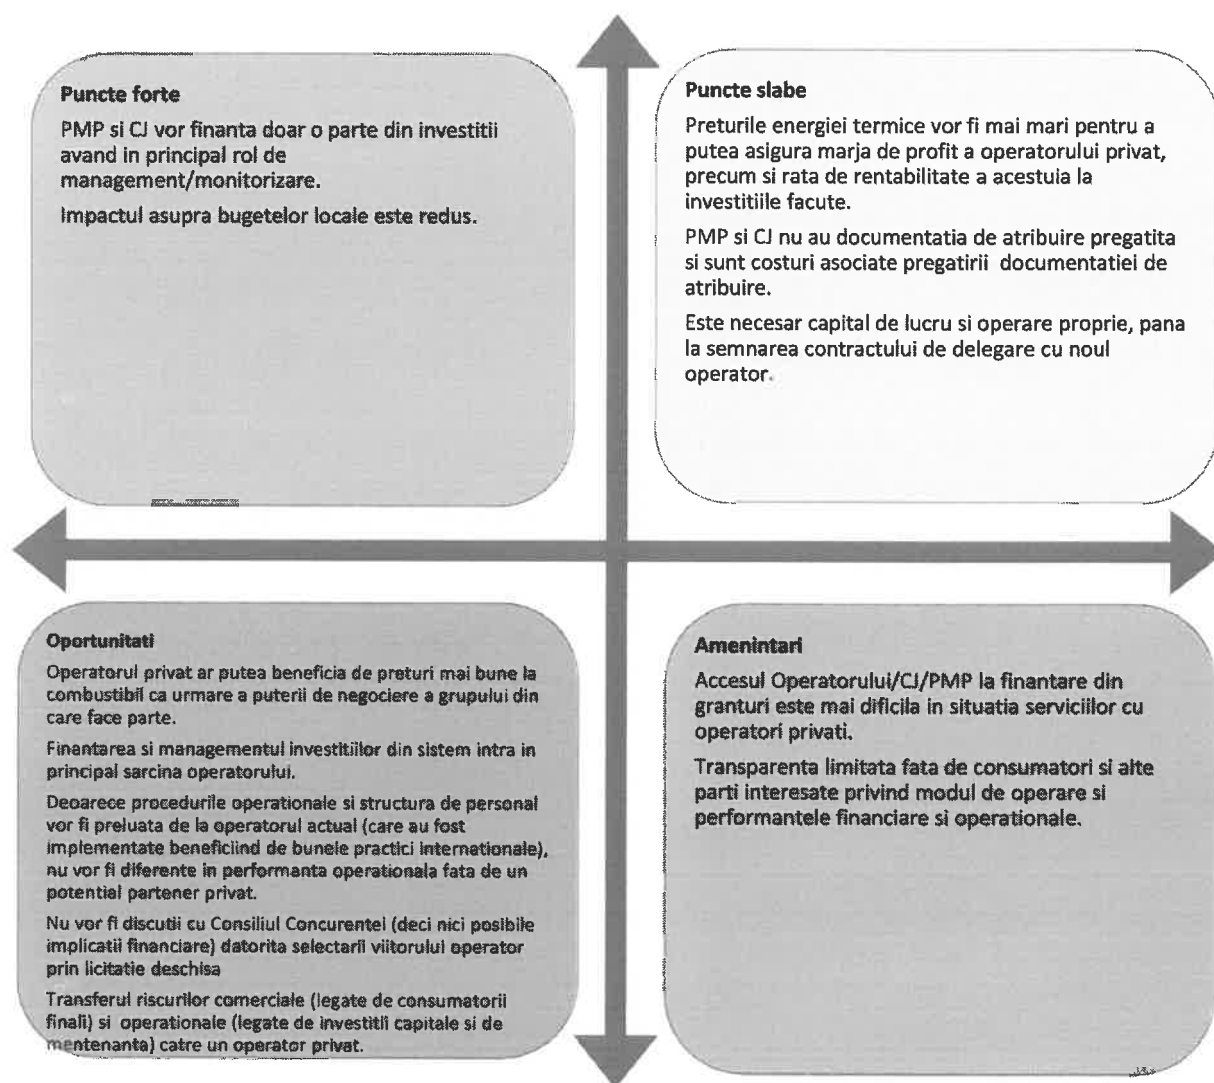 Puncte forte
PMP si CJ vor finanta doar o parte din investitii
avand in principal rol de
management/monitorizare.
Impactul asupra bugetelor locale este redus.
Puncte slabe
Preturile energiei termice vor fi mai mari pentru a
putea asigura marja de profit a operatorului privat,
precum si rata de rentabilitate a acestuia la
investitiile facute.
PMP si CJ nu au documentatia de atribuire pregatita
si sunt costuri asociate pregatirii documentatiei de
atribuire.
Este necesar capital de lucru si operare proprie, pana
la semnarea contractului de delegare cu noul
operator.
Oportunitati
Operatorul privat ar putea beneficia de preturi mai bune la
combustibil ca urmare a puterii de negociere a grupului din
care face parte.
Finantarea si managementul investitiilor din sistem intra in
principal sarcina operatorului.
Deoarece procedurile operationale si structura de personal
vor fi preluata de la operatorul actual (care au fost
implementate beneficiind de bunele practici internationale),
nu vor fi diferente in performanta operationala fata de un
potential partener privat.
Nu vor fi discutii cu Consiliul Concurentei (deci nici posibile
implicatii financiare) datorita selectarii viitorului operator
prin licitatie deschisa
Transferul riscurilor comerciale (legate de consumatorii
finali) si operationale (legate de investitii capitale si de
mentenanta) catre un operator privat.
Amenintari
Accesul Operatorului/CJ/PMP la finantare din
granturi este mai dificila in situatia serviciilor cu
operatori privati.
Transparenta limitata fata de consumatori si alte
parti interesate privind modul de operare si
performantele financiare si operationale.